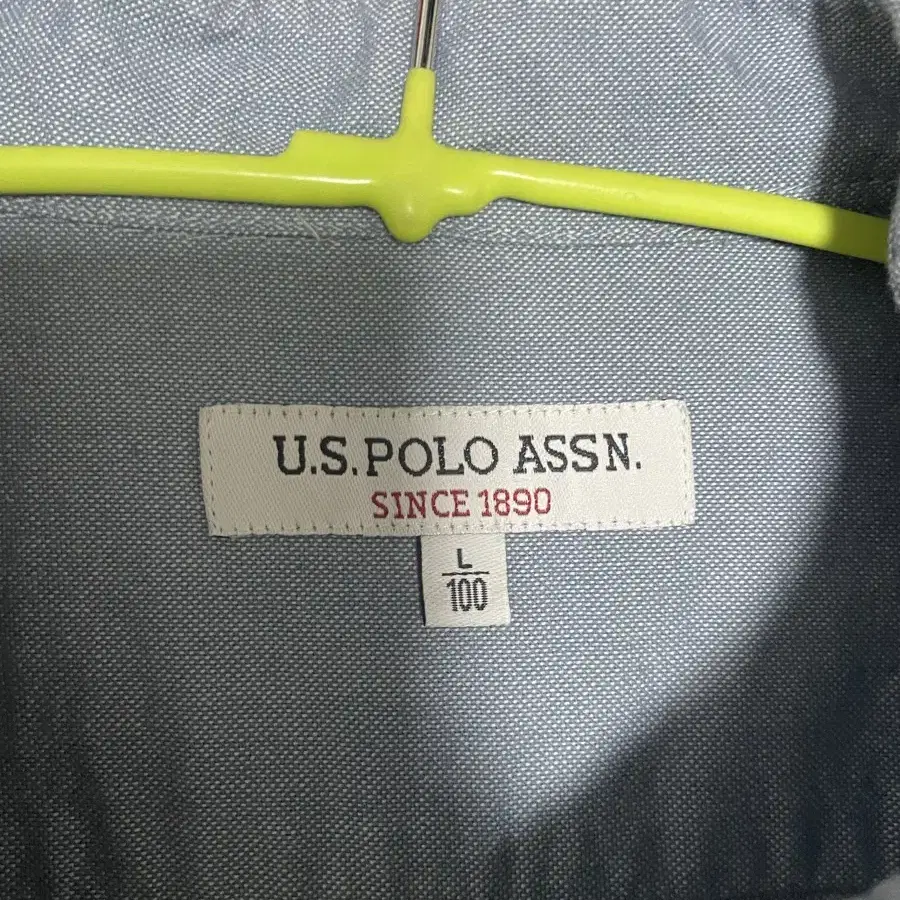 U.S. POLO ASSN.
SINCE 1890
L
100